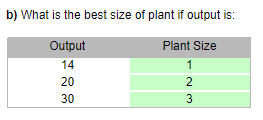 b) What is the best size of plant if output is:
Output Plant Size
14 1
20 2
30 3